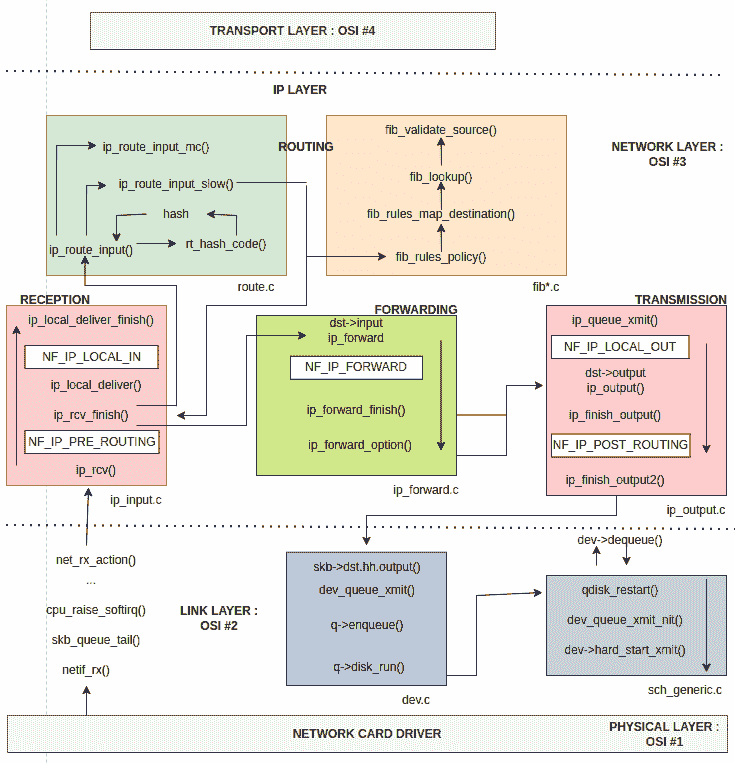 TRANSPORT LAYER : OSI #4
IP LAYER
ip_route_input_mc()
ip_route_input_slow()
hash
ip_route_input()
rt_hash_code()
route.c
ROUTING
fib_validate_source()
fib_lookup()
fib_rules_map_destination()
fib_rules_policy()
fib*.c
NETWORK LAYER :
OSI #3
RECEPTION
ip_local_deliver_finish()
NF_IP_LOCAL_IN
ip_local_deliver()
ip_rcv_finish()
NF_IP_PRE_ROUTING
ip_rcv()
ip_input.c
FORWARDING
dst->input
ip_forward
NF_IP_FORWARD
ip_forward_finish()
ip_forward_option()
ip_forward.c
TRANSMISSION
ip_queue_xmit()
NF_IP_LOCAL_OUT
dst->output
ip_output()
ip_finish_output()
NF_IP_POST_ROUTING
ip_finish_output2()
ip_output.c
net_rx_action()
...
cpu_raise_softirq()
skb_queue_tail()
netif_rx()
LINK LAYER :
OSI #2
skb->dst.hh.output()
dev_queue_xmit()
q->enqueue()
q->disk_run()
dev.c
dev->dequeue()
qdisk_restart()
dev_queue_xmit_nit()
dev->hard_start_xmit()
sch_generic.c
NETWORK CARD DRIVER
PHYSICAL LAYER :
OSI #1